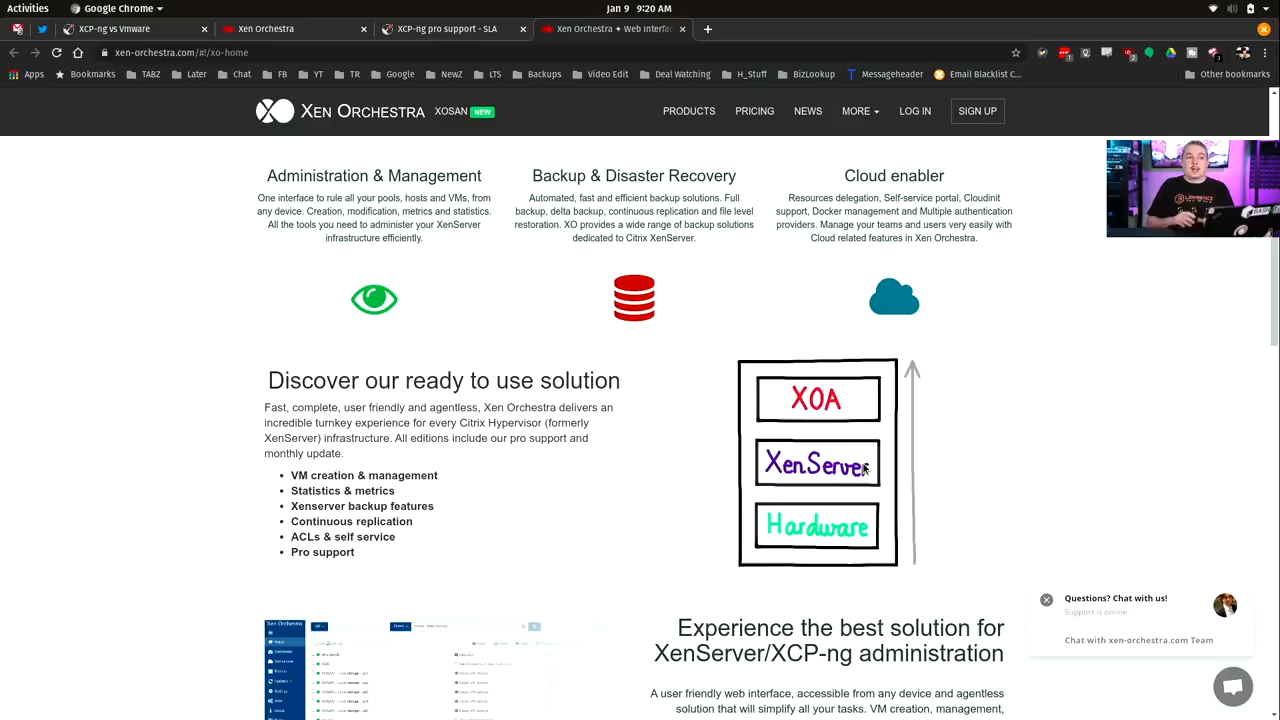 Activities
Google Chrome
Jan 9 9:20 AM
XCP-ng vs Vmware
Xen Orchestra
XCP-ng pro support - SLA
Xen Orchestra ✦ Web Interfac
xen-orchestra.com/#!/xo-home
Apps
Bookmarks
TABZ
Later
Chat
FB
YT
TR
Google
NewZ
LTS
Backups
Video Edit
Deal Watching
H_Stuff
BizLookup
Messageheader
Email Blacklist C...
Other bookmarks
XEN ORCHESTRA
XOSAN NEW
PRICING
NEWS
MORE
LOG IN
SIGN UP
Administration & Management
One interface to rule all your pools, hosts and VMs, from
any device. Creation, modification, metrics and statistics.
All the tools you need to administer your XenServer
infrastructure efficiently.
Backup & Disaster Recovery
Automated, fast and efficient backup solutions. Full
backup, delta backup, continuous replication and file level
restoration. XO provides a wide range of backup solutions
dedicated to Citrix XenServer.
Cloud enabler
Resources delegation, Self-service portal, Cloudinit
support, Docker management and Multiple authentication
providers. Manage your teams and users very easily with
Cloud related features in Xen Orchestra.
Discover our ready to use solution
Fast, complete, user friendly and agentless, Xen Orchestra delivers an
incredible turnkey experience for every Citrix Hypervisor (formerly
XenServer) infrastructure. All editions include our pro support and
monthly update.
VM creation & management
Statistics & metrics
Xenserver backup features
Continuous replication
ACLs & self service
Pro support
XOA
XenServer
Hardware
Xen Orchestra
Experience the best solution for
XenServer/XCP-ng administration
A user friendly web interface with an advance and complete
solution that will cover all your tasks. VM creation, management,
Questions? Chat with us!
Support is online
Chat with xen-orchestra.com Team